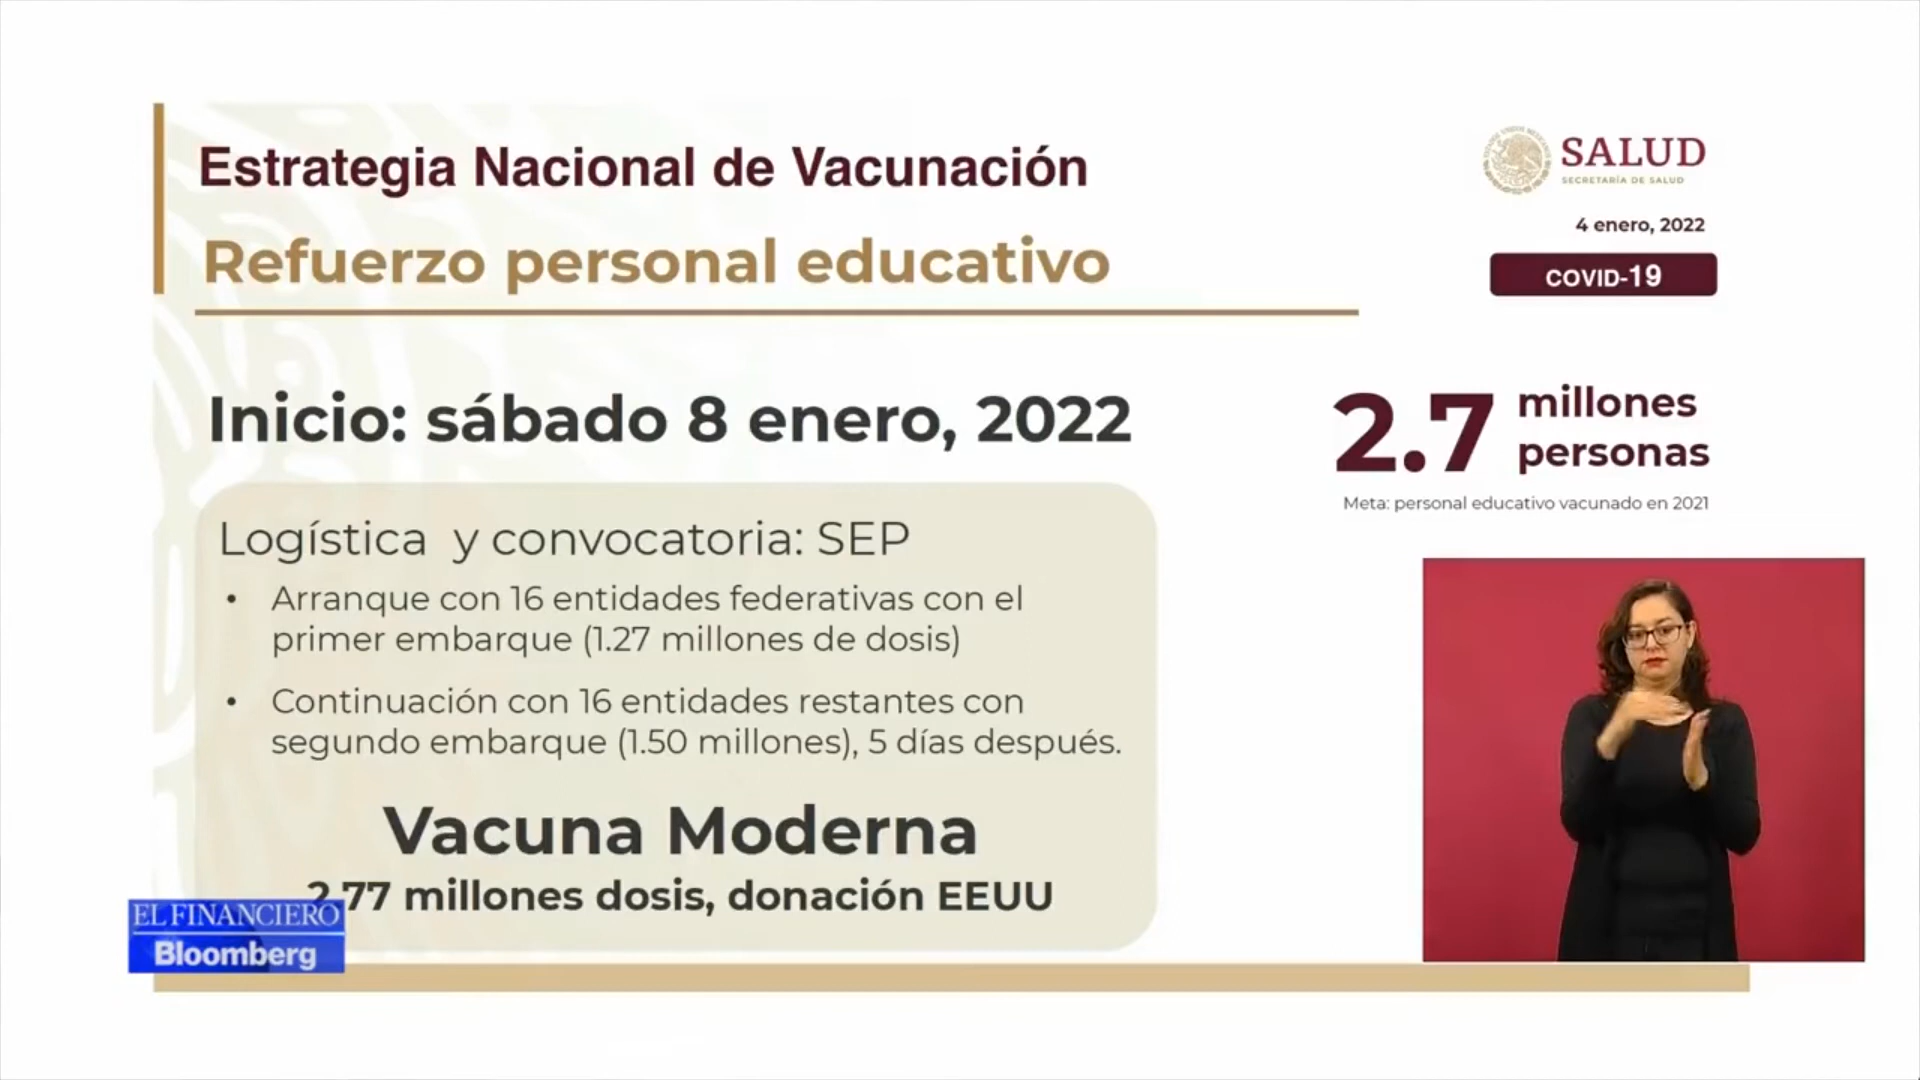 Estrategia Nacional de Vacunación
Refuerzo personal educativo
SALUD
SECRETARÍA DE SALUD
4 enero, 2022
COVID-19
Inicio: sábado 8 enero, 2022
2.7 millones
personas
Meta: personal educativo vacunado en 2021
Logística y convocatoria: SEP
• Arranque con 16 entidades federativas con el
primer embarque (1.27 millones de dosis)
• Continuación con 16 entidades restantes con
segundo embarque (1.50 millones), 5 días después.
Vacuna Moderna
2.77 millones dosis, donación EEUU
EL FINANCIERO
Bloomberg